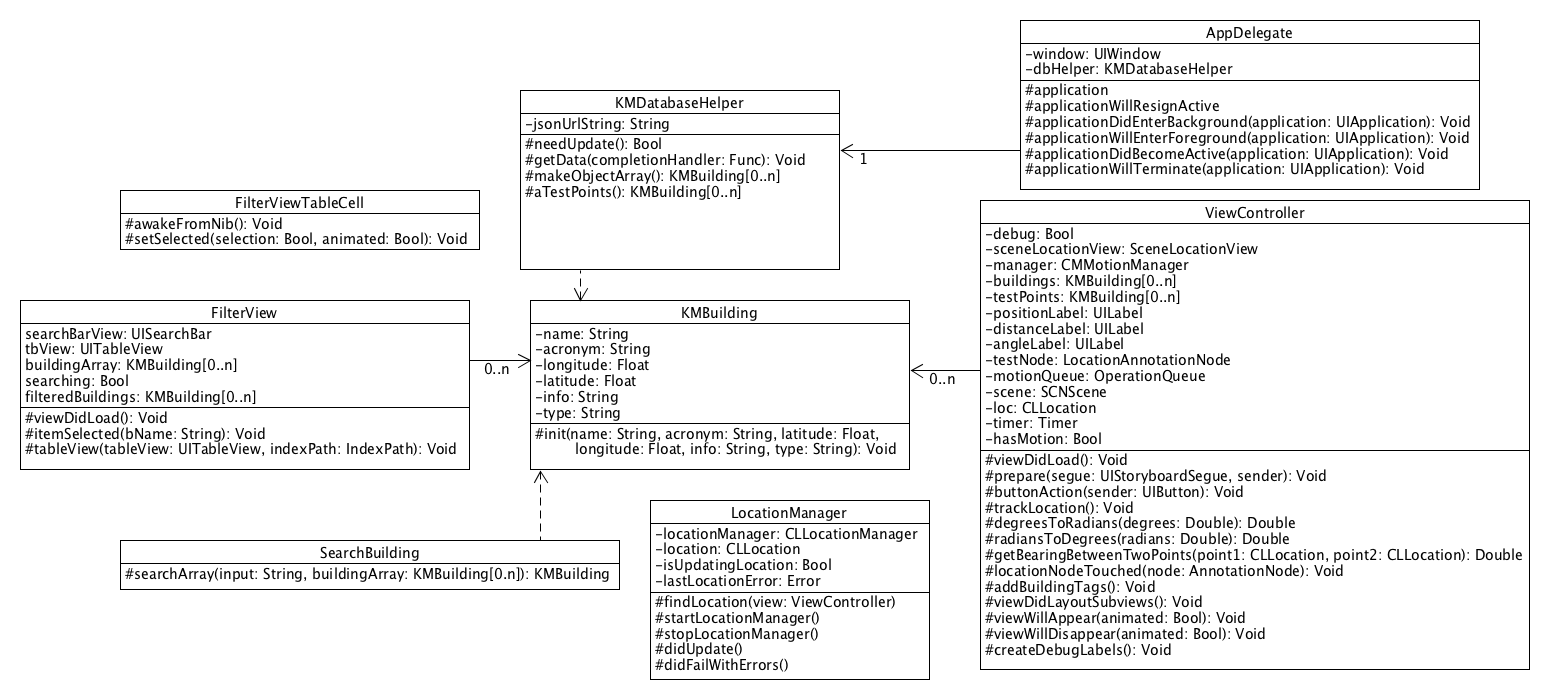 AppDelegate
-window: UIWindow
-dbHelper: KMDatabaseHelper
#application
#applicationWillResignActive
#applicationDidEnterBackground(application: UIApplication): Void
#applicationWillEnterForeground(application: UIApplication): Void
#applicationDidBecomeActive(application: UIApplication): Void
#applicationWillTerminate(application: UIApplication): Void
KMDatabaseHelper
-jsonUrlString: String
#needUpdate(): Bool
#getData(completionHandler: Func): Void
#makeObjectArray(): KMBuilding[0..n]
#aTestPoints(): KMBuilding[0..n]
1
FilterViewTableCell
#awakeFromNib(): Void
#setSelected(selection: Bool, animated: Bool): Void
ViewController
-debug: Bool
-sceneLocationView: SceneLocationView
-manager: CMMotionManager
-buildings: KMBuilding[0..n]
-testPoints: KMBuilding[0..n]
-positionLabel: UILabel
-distanceLabel: UILabel
-angleLabel: UILabel
-testNode: LocationAnnotationNode
-motionQueue: OperationQueue
-scene: SCNScene
-loc: CLLocation
-timer: Timer
-hasMotion: Bool
#viewDidLoad(): Void
#prepare(segue: UIStoryboardSegue, sender): Void
#buttonAction(sender: UIButton): Void
#trackLocation(): Void
#degreesToRadians(degrees: Double): Double
#radiansToDegrees(radians: Double): Double
#getBearingBetweenTwoPoints(point1: CLLocation, point2: CLLocation): Double
#locationNodeTouched(node: AnnotationNode): Void
#addBuildingTags(): Void
#viewDidLayoutSubviews(): Void
#viewWillAppear(animated: Bool): Void
#viewWillDisappear(animated: Bool): Void
#createDebugLabels(): Void
FilterView
searchBarView: UISearchBar
tbView: UITableView
buildingArray: KMBuilding[0..n]
searching: Bool
filteredBuildings: KMBuilding[0..n]
#viewDidLoad(): Void
#itemSelected(bName: String): Void
#tableView(tableView: UITableView, indexPath: IndexPath): Void
0..n
KMBuilding
-name: String
-acronym: String
-longitude: Float
-latitude: Float
-info: String
-type: String
#init(name: String, acronym: String, latitude: Float,
longitude: Float, info: String, type: String): Void
0..n
SearchBuilding
#searchArray(input: String, buildingArray: KMBuilding[0.n]): KMBuilding
LocationManager
-locationManager: CLLocationManager
-location: CLLocation
-isUpdatingLocation: Bool
-lastLocationError: Error
#findLocation(view: ViewController)
#startLocationManager()
#stopLocationManager()
#didUpdate()
#didFailWithErrors()